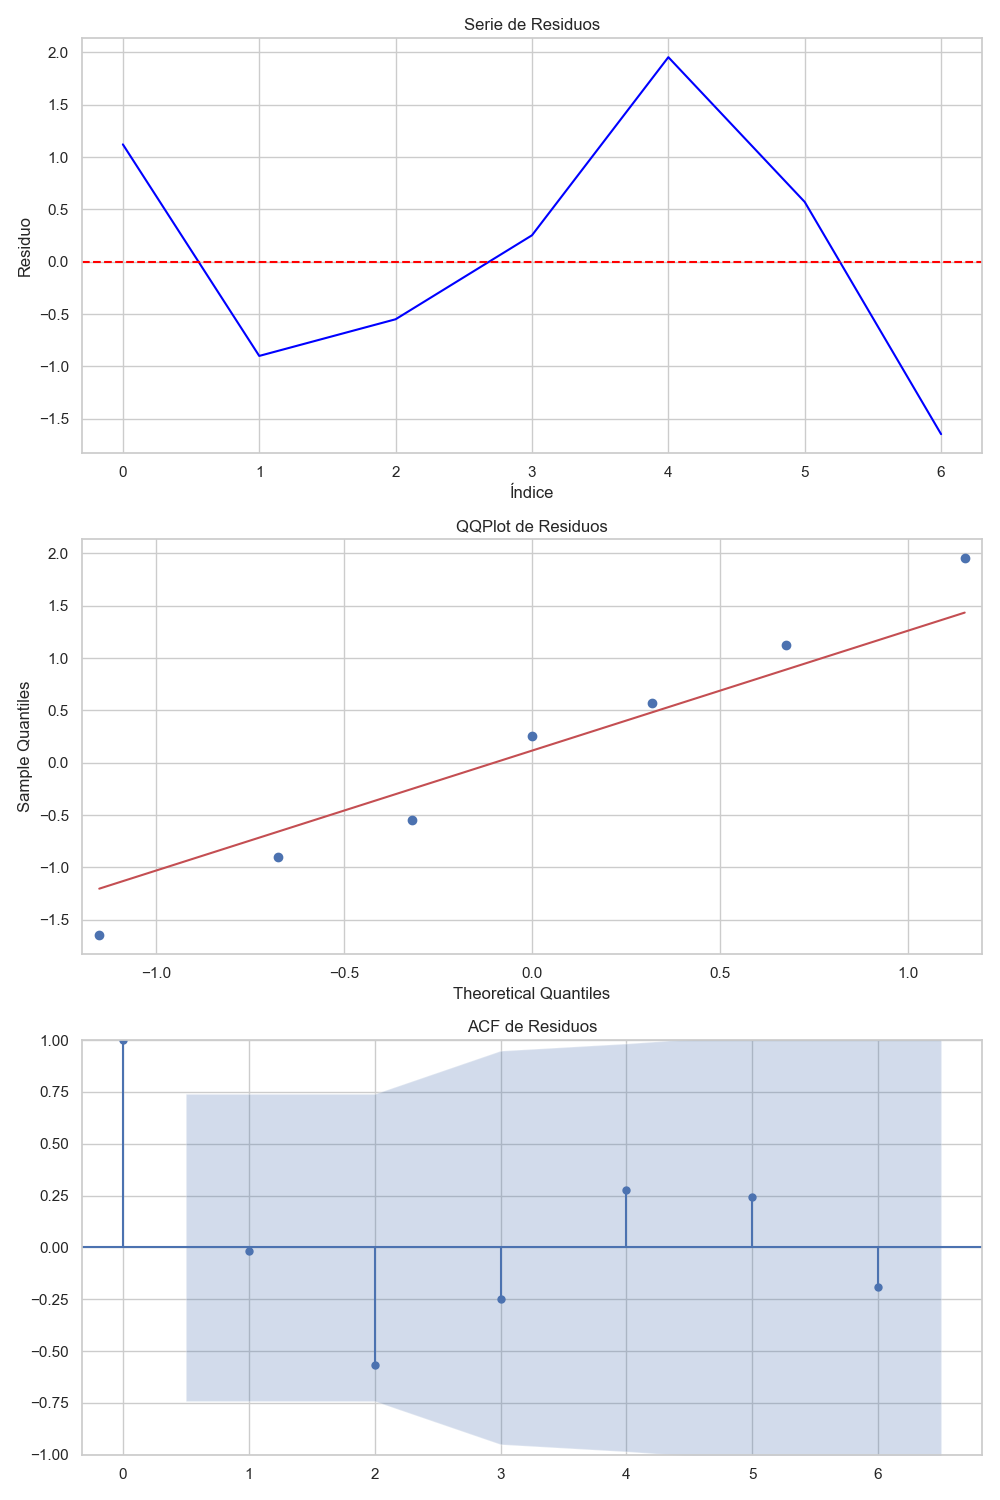 Serie de Residuos
2.0
1.5
1.0
0.5
0.0
−0.5
−1.0
−1.5
Residuo
0 1 2 3 4 5 6
Índice
QQPlot de Residuos
2.0
1.5
1.0
0.5
0.0
−0.5
−1.0
−1.5
Sample Quantiles
−1.0 −0.5 0.0 0.5 1.0
Theoretical Quantiles
ACF de Residuos
1.00
0.75
0.50
0.25
0.00
−0.25
−0.50
−0.75
−1.00
0 1 2 3 4 5 6